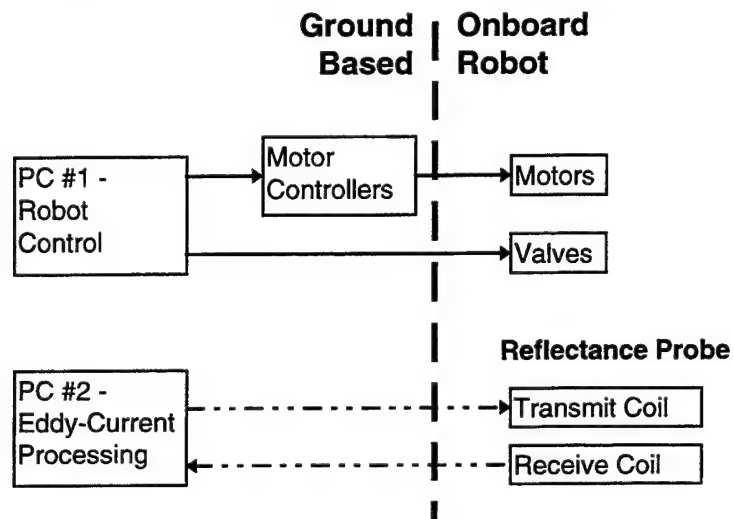 Ground
Based
Onboard
Robot
PC #1 -
Robot
Control
Motor
Controllers
Motors
Valves
Reflectance Probe
PC #2 -
Eddy-Current
Processing
Transmit Coil
Receive Coil